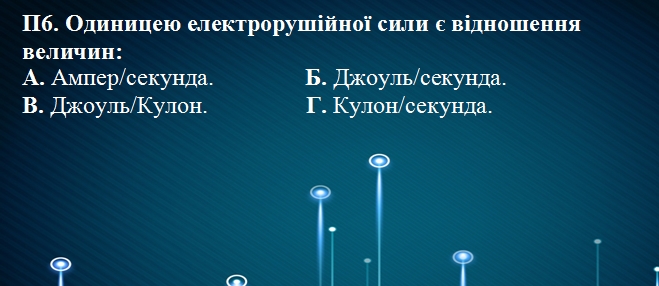 П6. Одиницею електрорушійної сили є відношення
величин:
А. Ампер/секунда. Б. Джоуль/секунда.
В. Джоуль/Кулон. Г. Кулон/секунда.